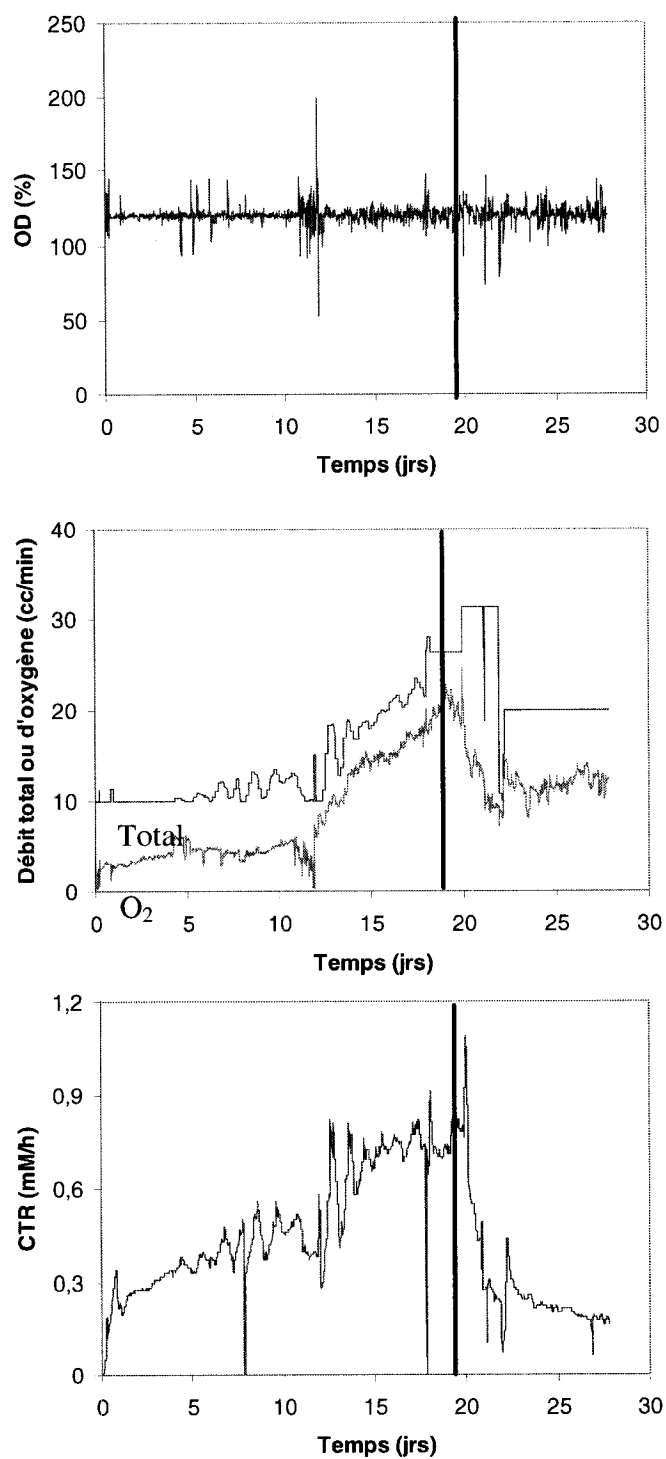 250
200
150
100
50
0
OD (%)
0 5 10 15 20 25 30
Temps (jrs)
40
30
20
10
0
Débit total ou d'oxygène (cc/min)
Total
O₂
0 5 10 15 20 25 30
Temps (jrs)
1,2
0,9
0,6
0,3
0
CTR (mM/h)
0 5 10 15 20 25 30
Temps (jrs)